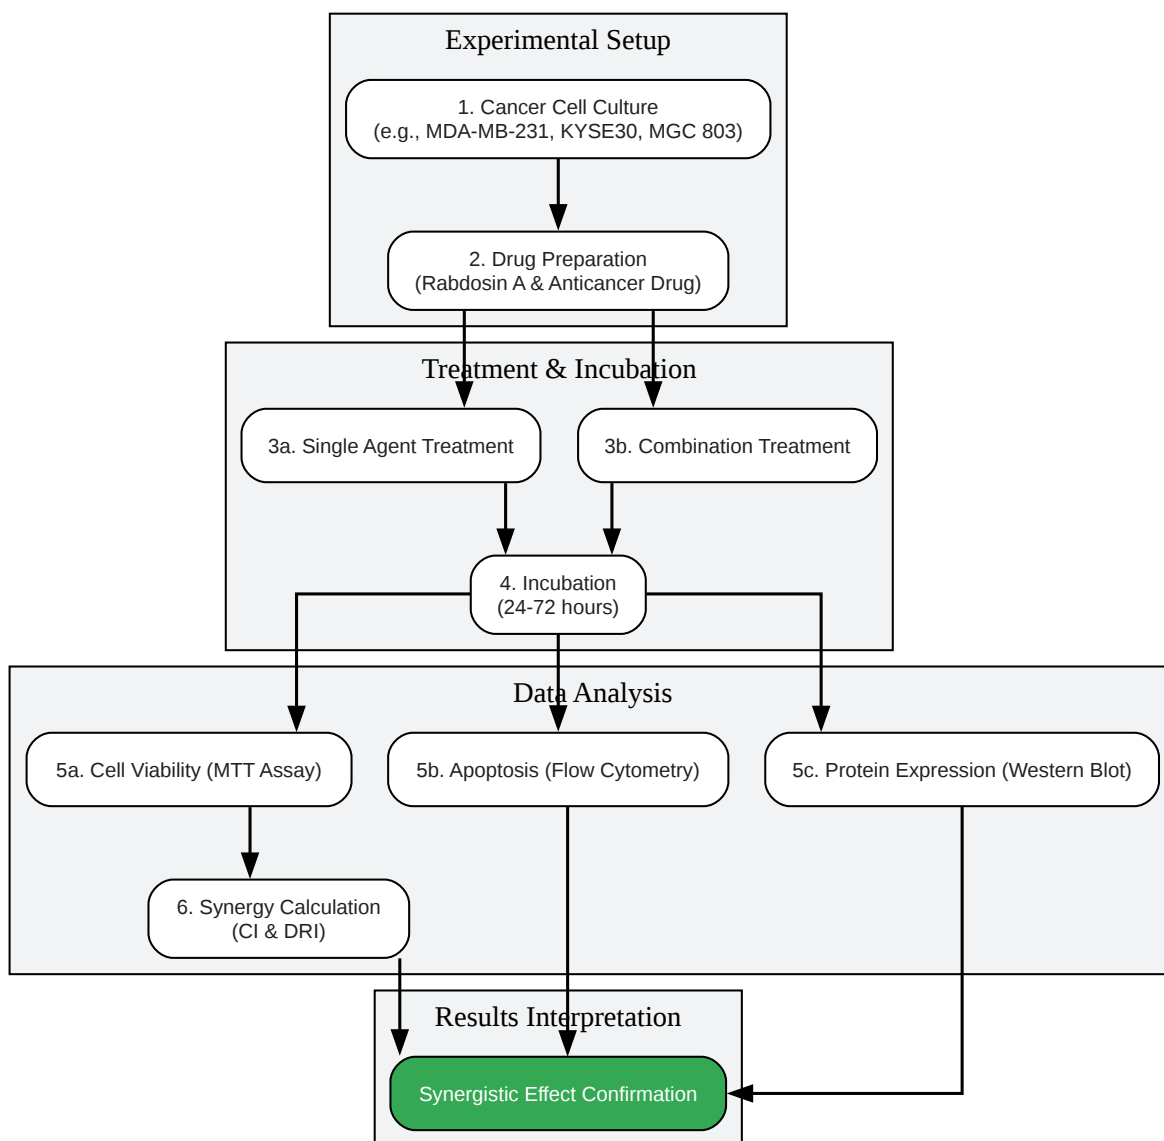 Experimental Setup
1. Cancer Cell Culture
(e.g., MDA-MB-231, KYSE30, MGC 803)
2. Drug Preparation
(Rabdosin A & Anticancer Drug)
Treatment & Incubation
3a. Single Agent Treatment
3b. Combination Treatment
4. Incubation
(24-72 hours)
Data Analysis
5a. Cell Viability (MTT Assay)
5b. Apoptosis (Flow Cytometry)
5c. Protein Expression (Western Blot)
6. Synergy Calculation
(CI & DRI)
Results Interpretation
Synergistic Effect Confirmation